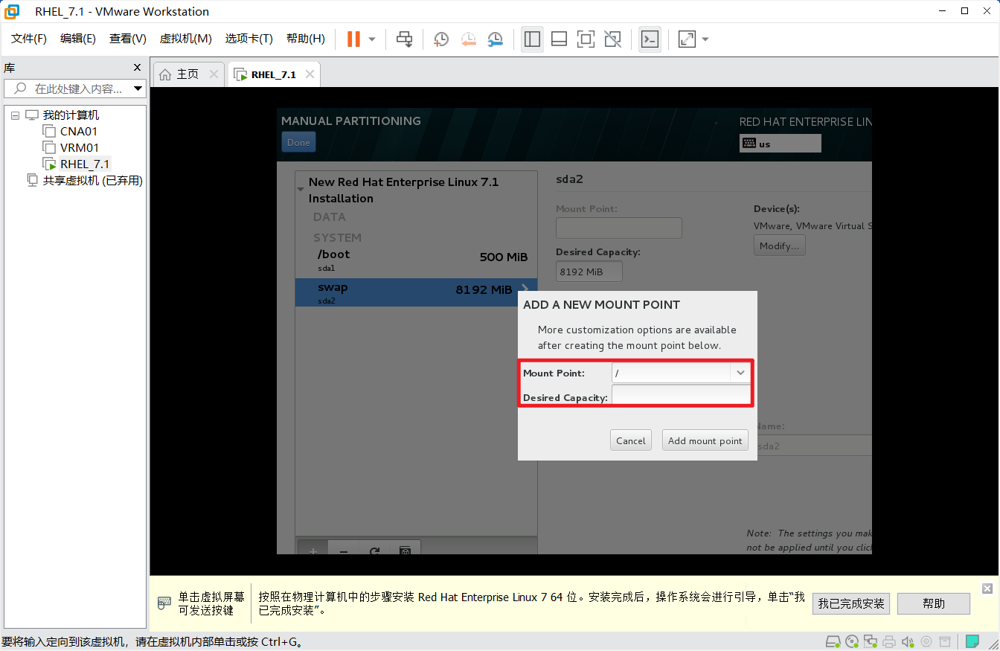 RHEL_7.1 - VMware Workstation
文件(F) 编辑(E) 查看(V) 虚拟机(M) 选项卡(T) 帮助(H)
库
在此处键入内容...
我的计算机
CNA01
VRM01
RHEL_7.1
共享虚拟机 (已弃用)
主页
RHEL_7.1
MANUAL PARTITIONING
Done
RED HAT ENTERPRISE LIN
us
New Red Hat Enterprise Linux 7.1
Installation
DATA
SYSTEM
/boot 500 MiB
sda1
swap 8192 MiB
sda2
sda2
Mount Point:
Desired Capacity:
8192 MiB
Device(s):
VMware, VMware Virtual S
Modify...
ADD A NEW MOUNT POINT
More customization options are available
after creating the mount point below.
Mount Point: /
Desired Capacity:
Cancel Add mount point
Name:
sda2
Note: The settings you mak
not be applied until you clic
单击虚拟屏幕
可发送按键
按照在物理计算机中的步骤安装 Red Hat Enterprise Linux 7 64 位。安装完成后，操作系统会进行引导，单击“我
已完成安装”。
我已完成安装 帮助
要将输入定向到该虚拟机，请在虚拟机内部单击或按 Ctrl+G。